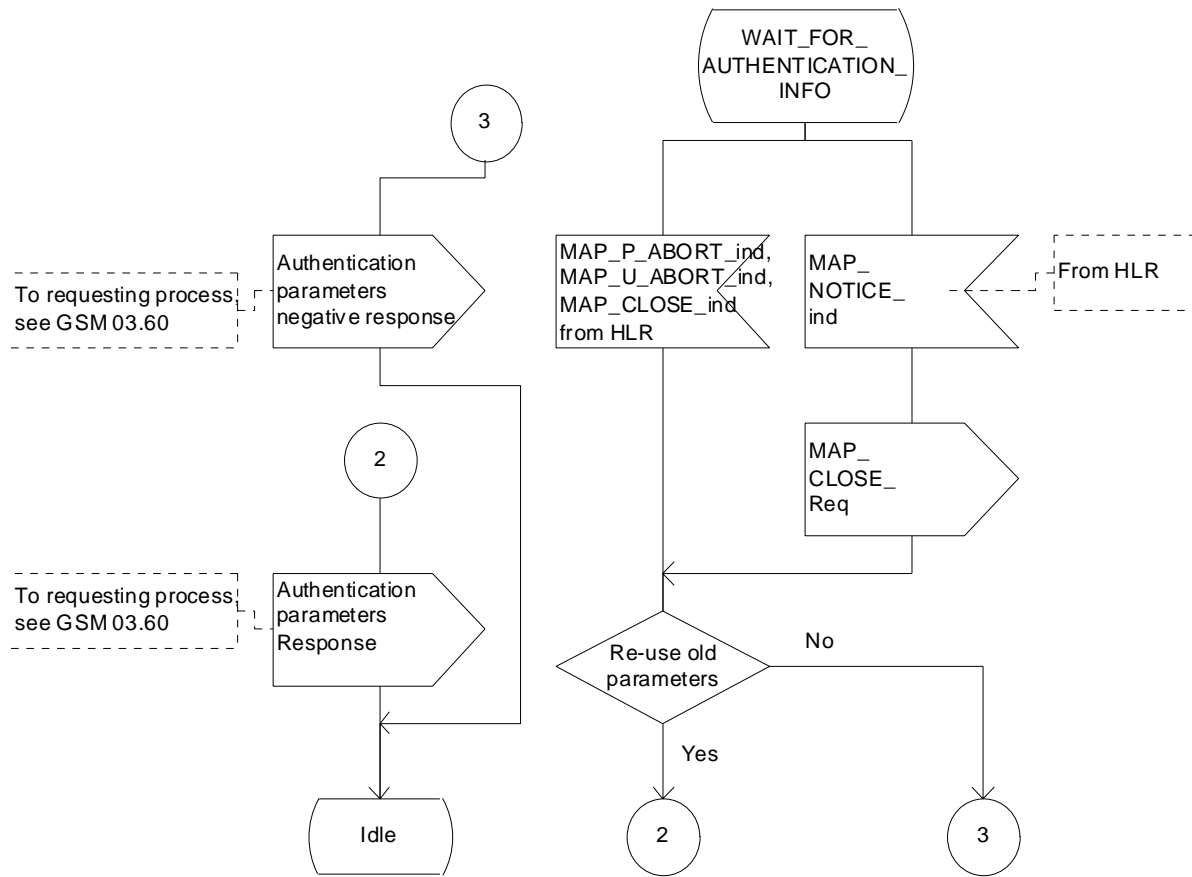 WAIT_FOR_
AUTHENTICATION_
INFO
3
Authentication
parameters
negative response
To requesting process,
see GSM 03.60
MAP_P_ABORT_ind,
MAP_U_ABORT_ind,
MAP_CLOSE_ind
from HLR
MAP_
NOTICE_
ind
From HLR
2
MAP_
CLOSE_
Req
To requesting process,
see GSM 03.60
Authentication
parameters
Response
Re-use old
parameters
No
Yes
Idle
2
3